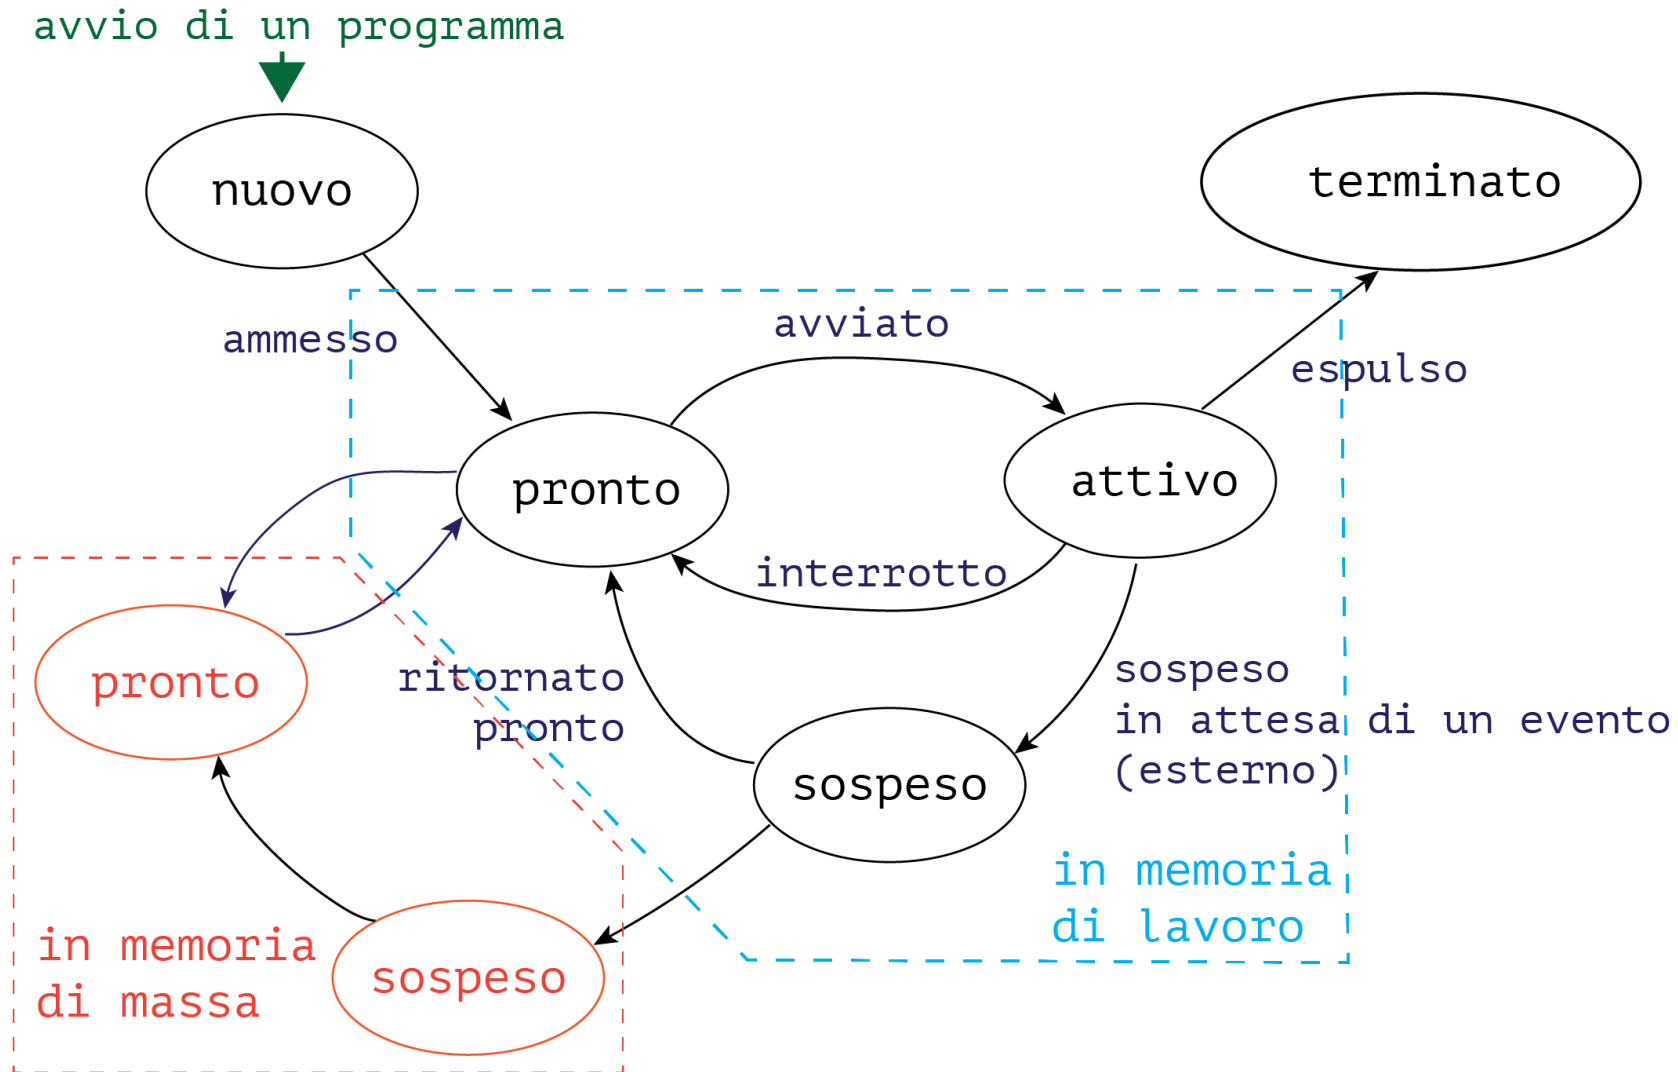 avvio di un programma
nuovo
terminato
ammesso
avviato
espulso
pronto
attivo
interrotto
pronto
ritornato
pronto
sospeso
in attesa di un evento
(esterno)
sospeso
in memoria
di lavoro
in memoria
di massa
sospeso